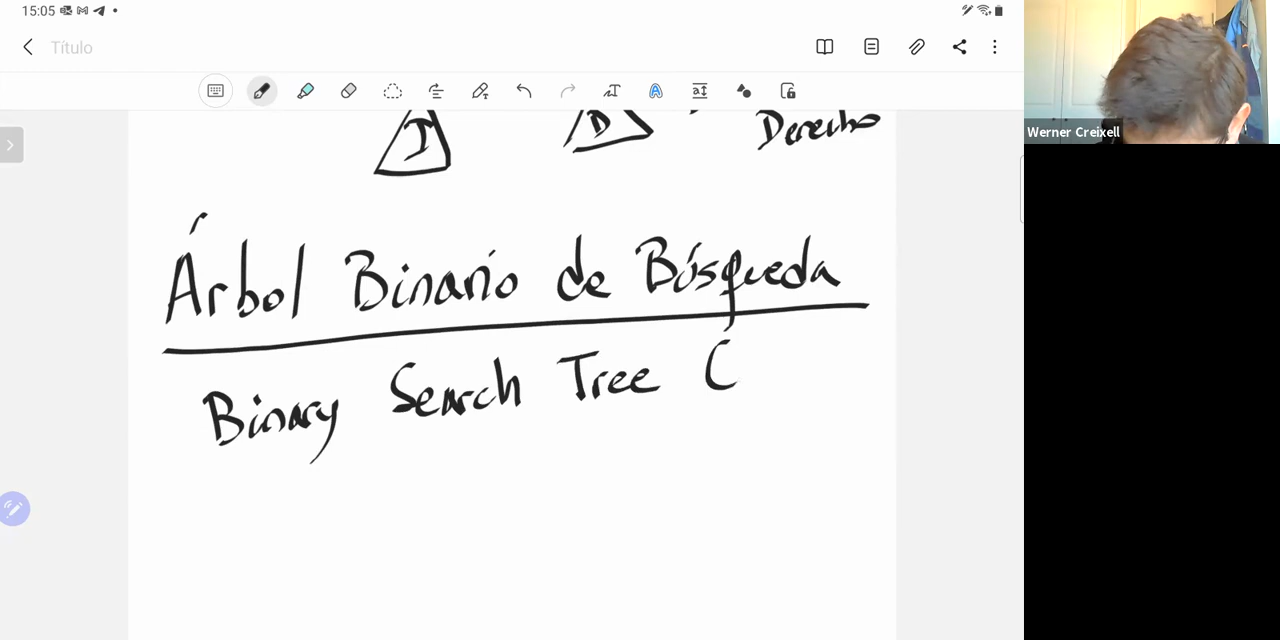 15:05
Título
Werner Creixell
I D Derecho
Árbol Binario de Búsqueda
Binary Search Tree (